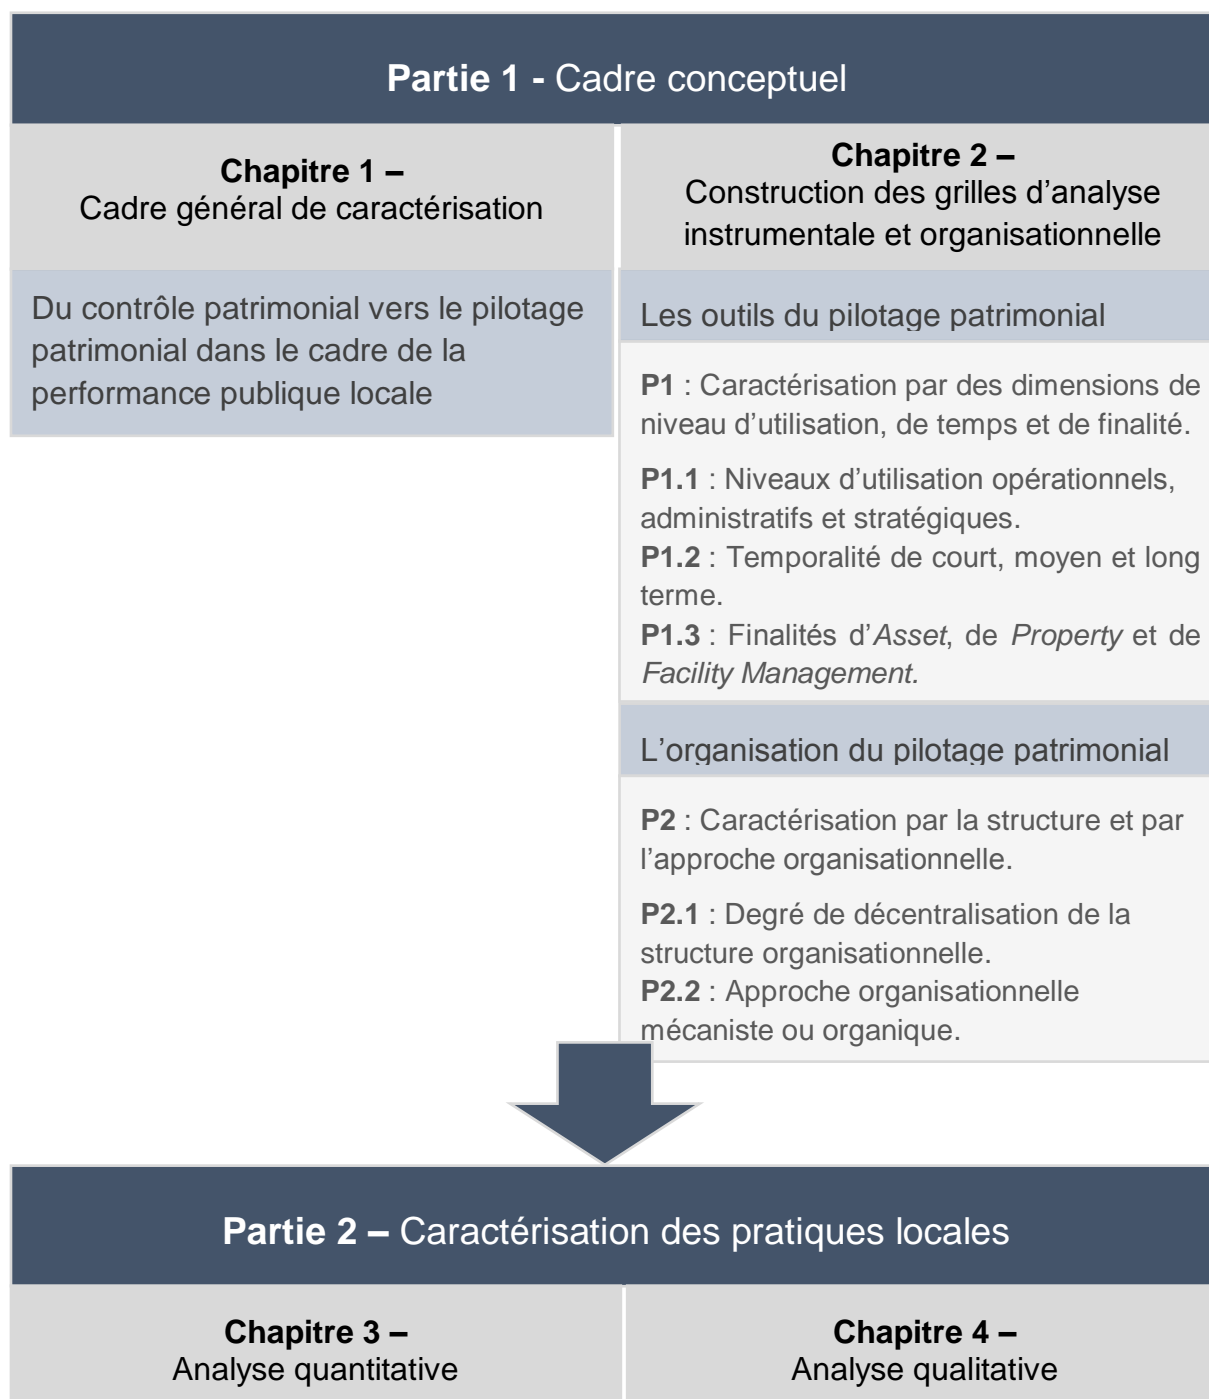 Partie 1 - Cadre conceptuel
Chapitre 1 –
Cadre général de caractérisation
Chapitre 2 –
Construction des grilles d’analyse
instrumentale et organisationnelle
Du contrôle patrimonial vers le pilotage
patrimonial dans le cadre de la
performance publique locale
Les outils du pilotage patrimonial
P1 : Caractérisation par des dimensions de
niveau d’utilisation, de temps et de finalité.
P1.1 : Niveaux d’utilisation opérationnels,
administratifs et stratégiques.
P1.2 : Temporalité de court, moyen et long
terme.
P1.3 : Finalités d’Asset, de Property et de
Facility Management.
L’organisation du pilotage patrimonial
P2 : Caractérisation par la structure et par
l’approche organisationnelle.
P2.1 : Degré de décentralisation de la
structure organisationnelle.
P2.2 : Approche organisationnelle
mécaniste ou organique.
Partie 2 – Caractérisation des pratiques locales
Chapitre 3 –
Analyse quantitative
Chapitre 4 –
Analyse qualitative